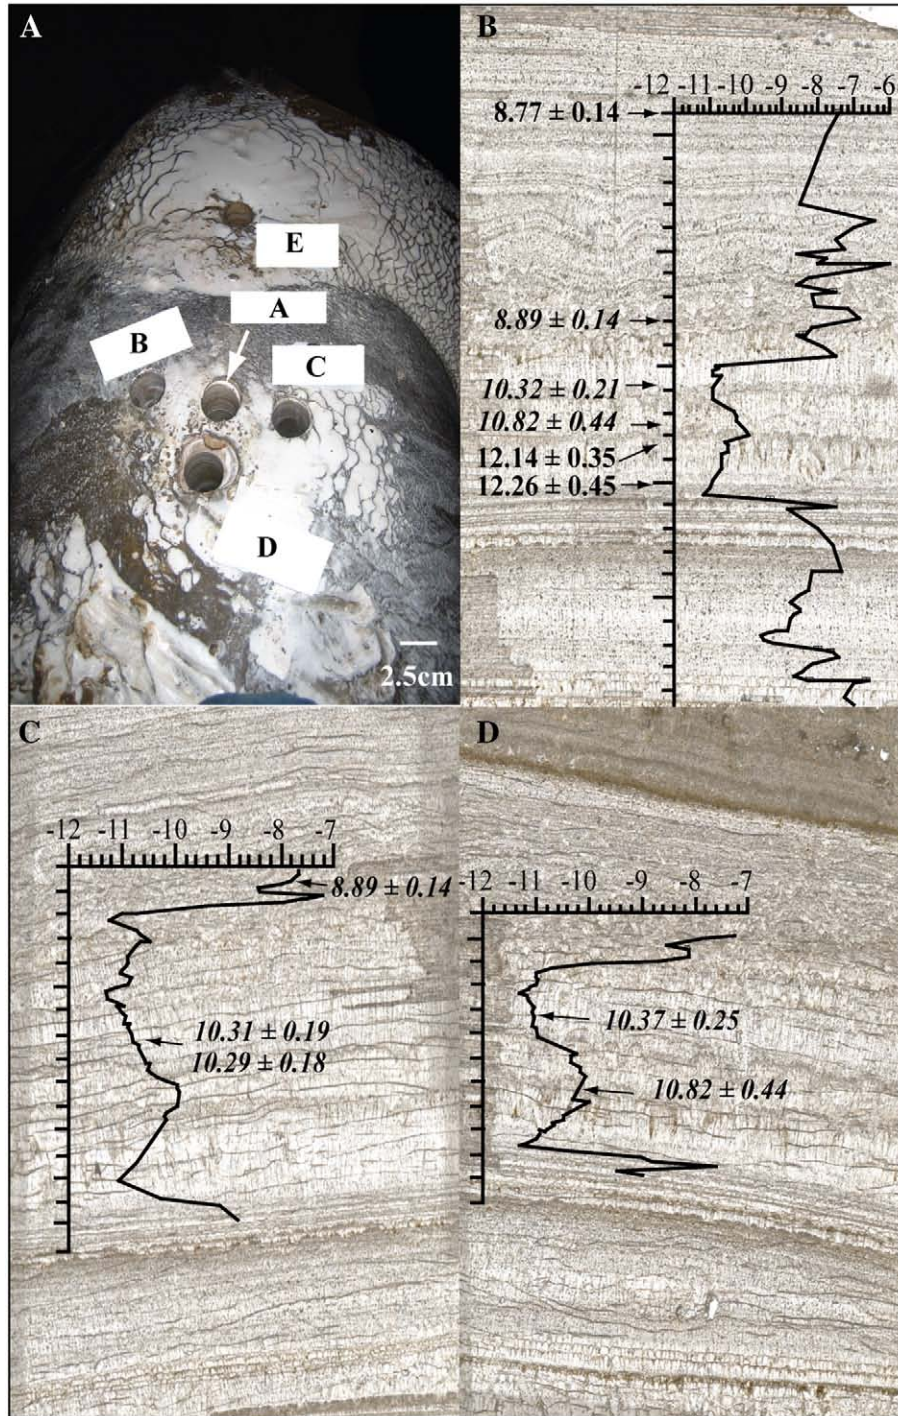 A
E
A
B
C
D
2.5cm
B
-12 -11 -10 -9 -8 -7 -6
8.77 ± 0.14
8.89 ± 0.14
10.32 ± 0.21
10.82 ± 0.44
12.14 ± 0.35
12.26 ± 0.45
C
-12 -11 -10 -9 -8 -7
8.89 ± 0.14
10.31 ± 0.19
10.29 ± 0.18
D
-12 -11 -10 -9 -8 -7
10.37 ± 0.25
10.82 ± 0.44